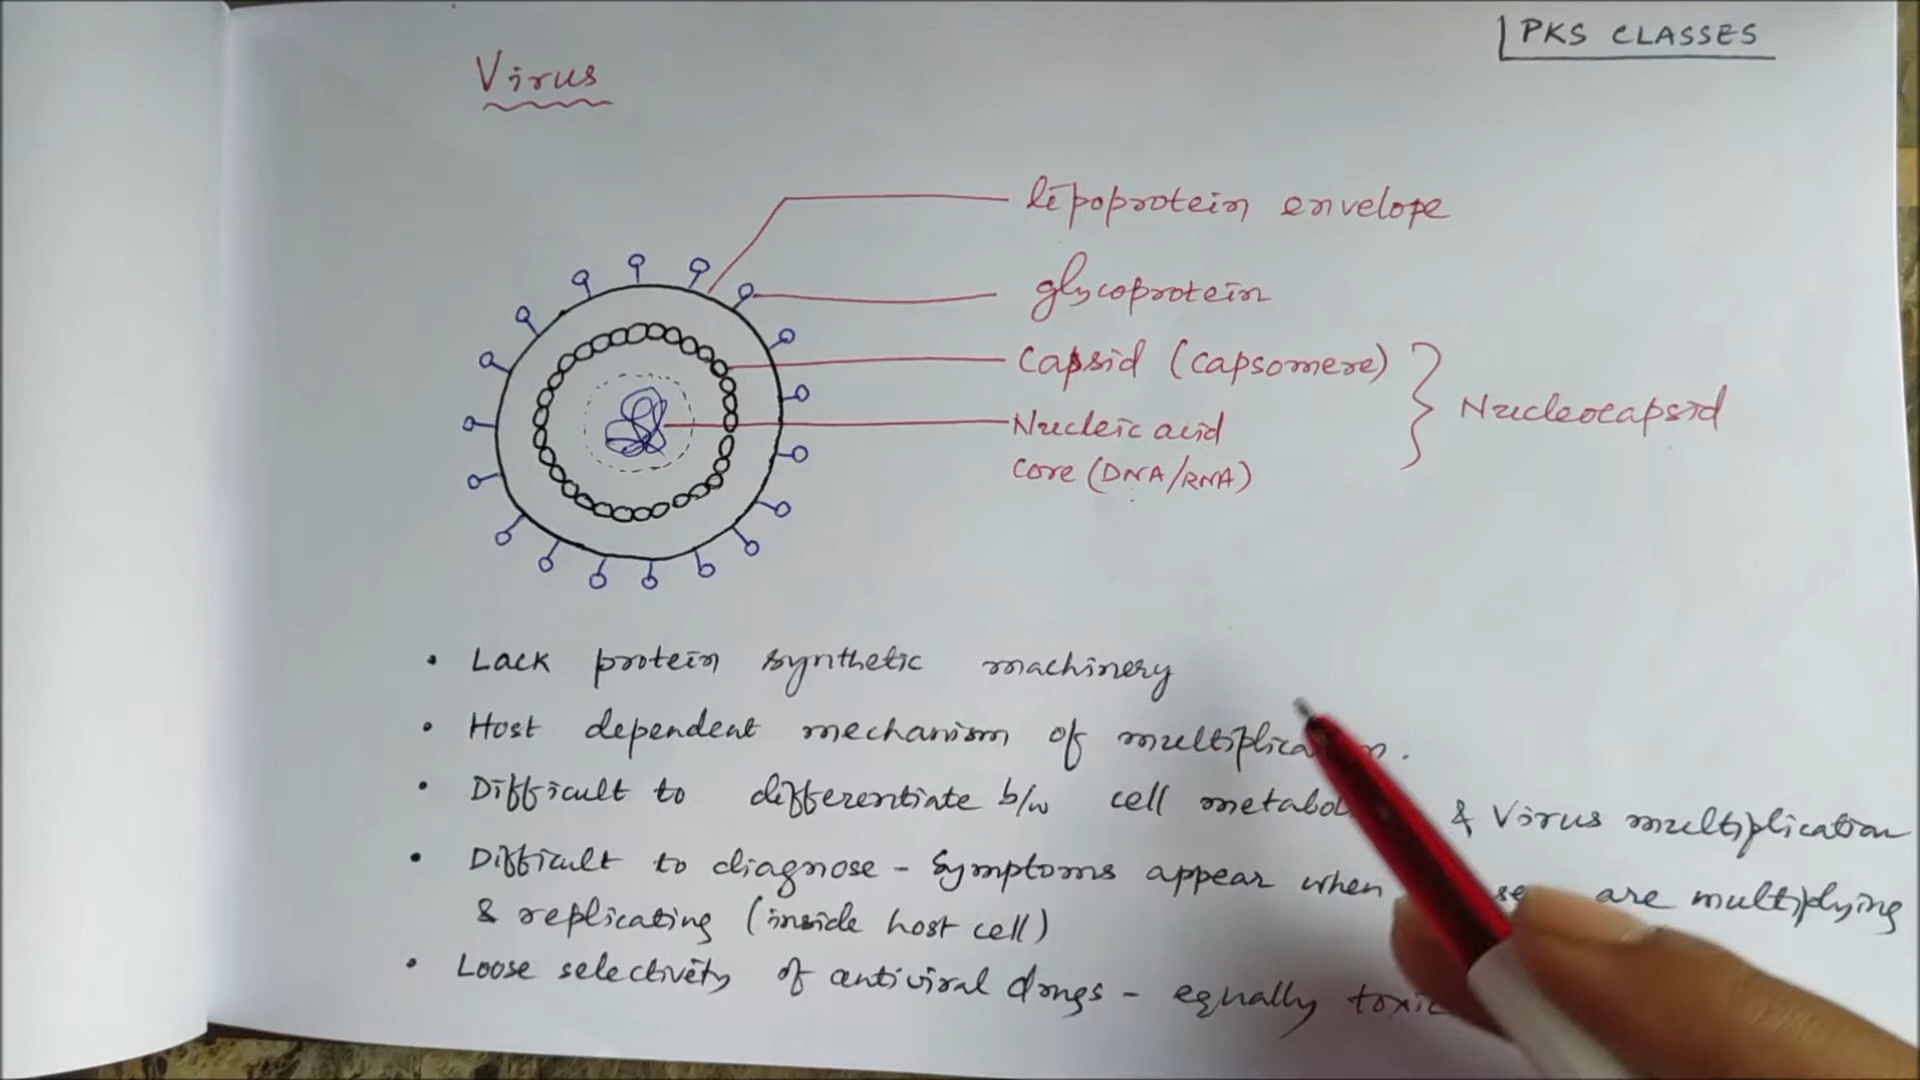 PKS CLASSES
Virus
lipoprotein envelope
glycoprotein
Capsid (capsomere)
Nucleocapsid
Nucleic acid
core (DNA/RNA)
• Lack protein synthetic machinery
• Host dependent mechanism of
• Difficult to differentiate b/w cell & Virus multiplication
• Difficult to diagnose - Symptoms appear when are multiplying
& replicating (inside host cell)
• Loose selectivity of antiviral drugs - equally toxic